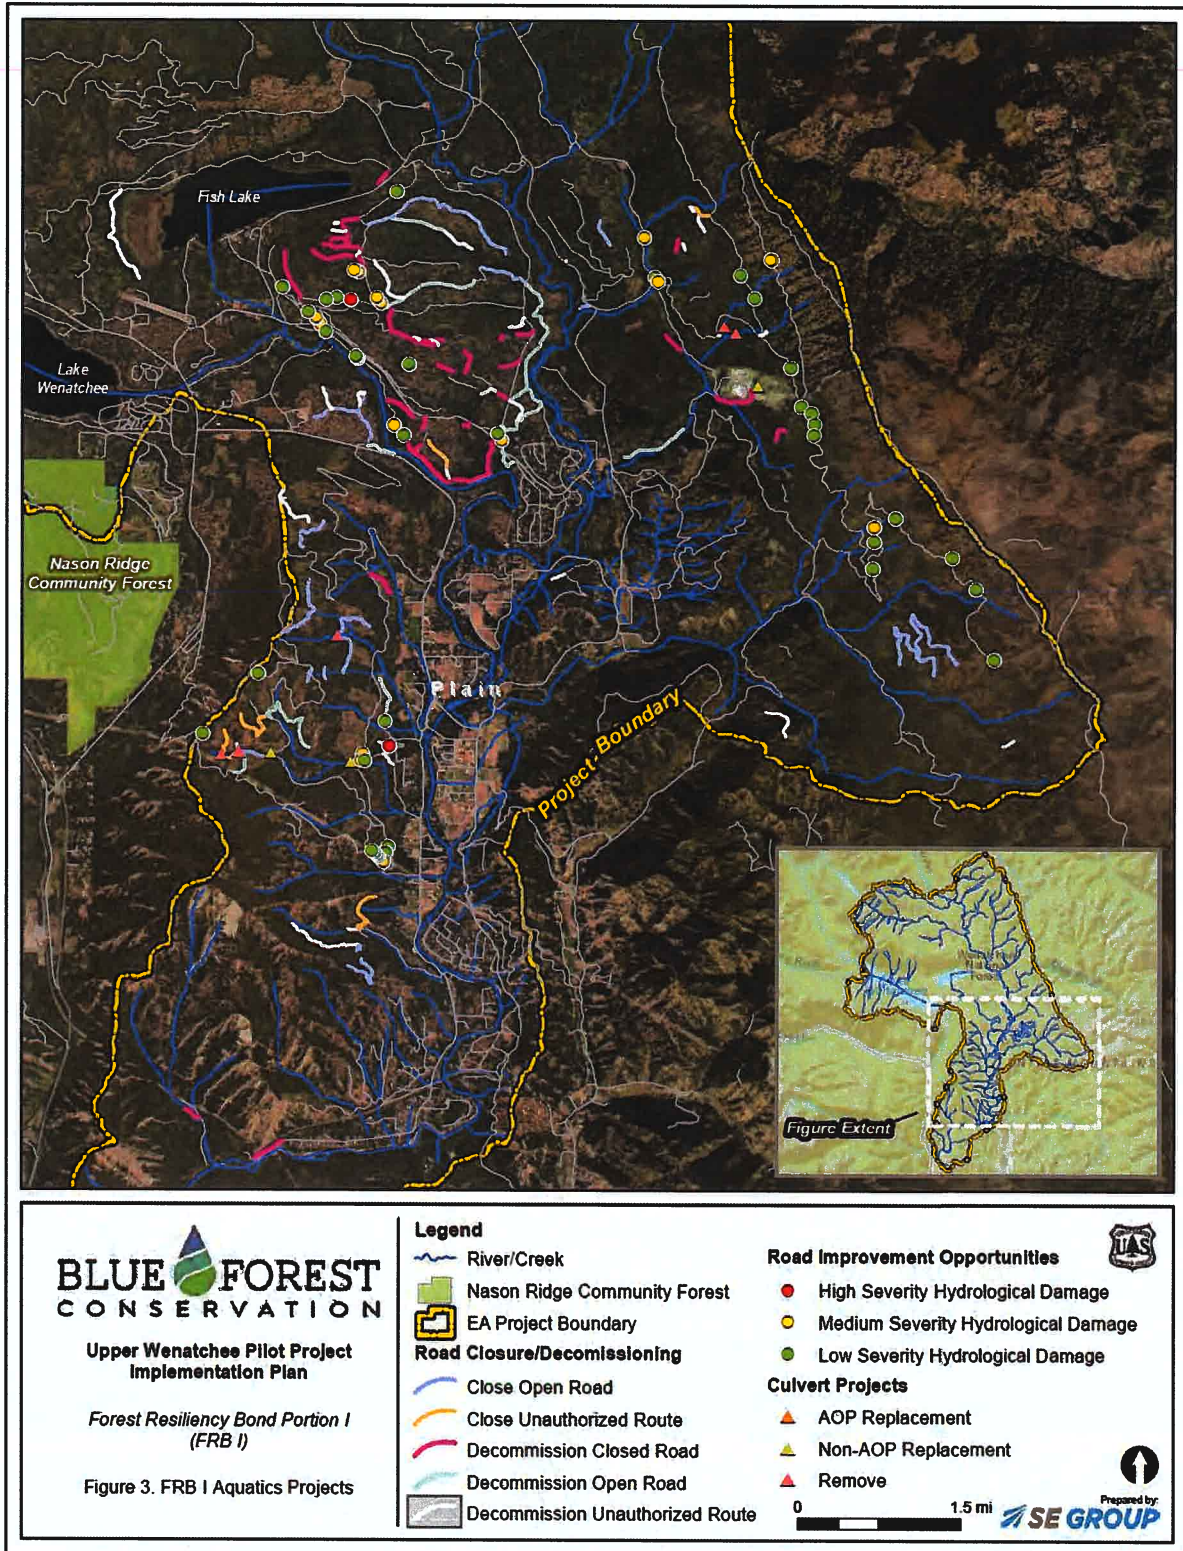 Fish Lake
Lake
Wenatchee
Nason Ridge
Community Forest
Plain
Project Boundary
Figure Extent
BLUE FOREST
CONSERVATION
Upper Wenatchee Pilot Project
Implementation Plan
Forest Resiliency Bond Portion I
(FRB I)
Figure 3. FRB I Aquatics Projects
Legend
River/Creek
Nason Ridge Community Forest
EA Project Boundary
Road Closure/Decomissioning
Close Open Road
Close Unauthorized Route
Decommission Closed Road
Decommission Open Road
Decommission Unauthorized Route
UAS
Road Improvement Opportunities
High Severity Hydrological Damage
Medium Severity Hydrological Damage
Low Severity Hydrological Damage
Culvert Projects
AOP Replacement
Non-AOP Replacement
Remove
0 1.5 mi
Prepared by:
SE GROUP